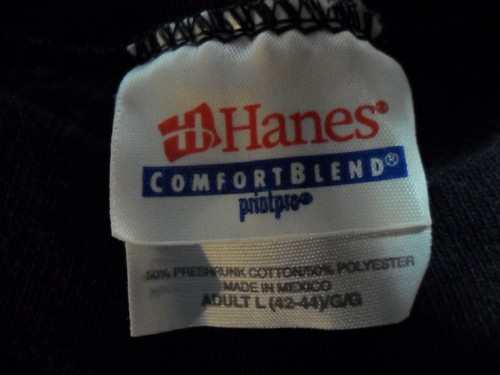 Hanes®
COMFORTBLEND®
printpro®
50% PRESHRUNK COTTON/50% POLYESTER
MADE IN MEXICO
ADULT L (42-44)/G/G